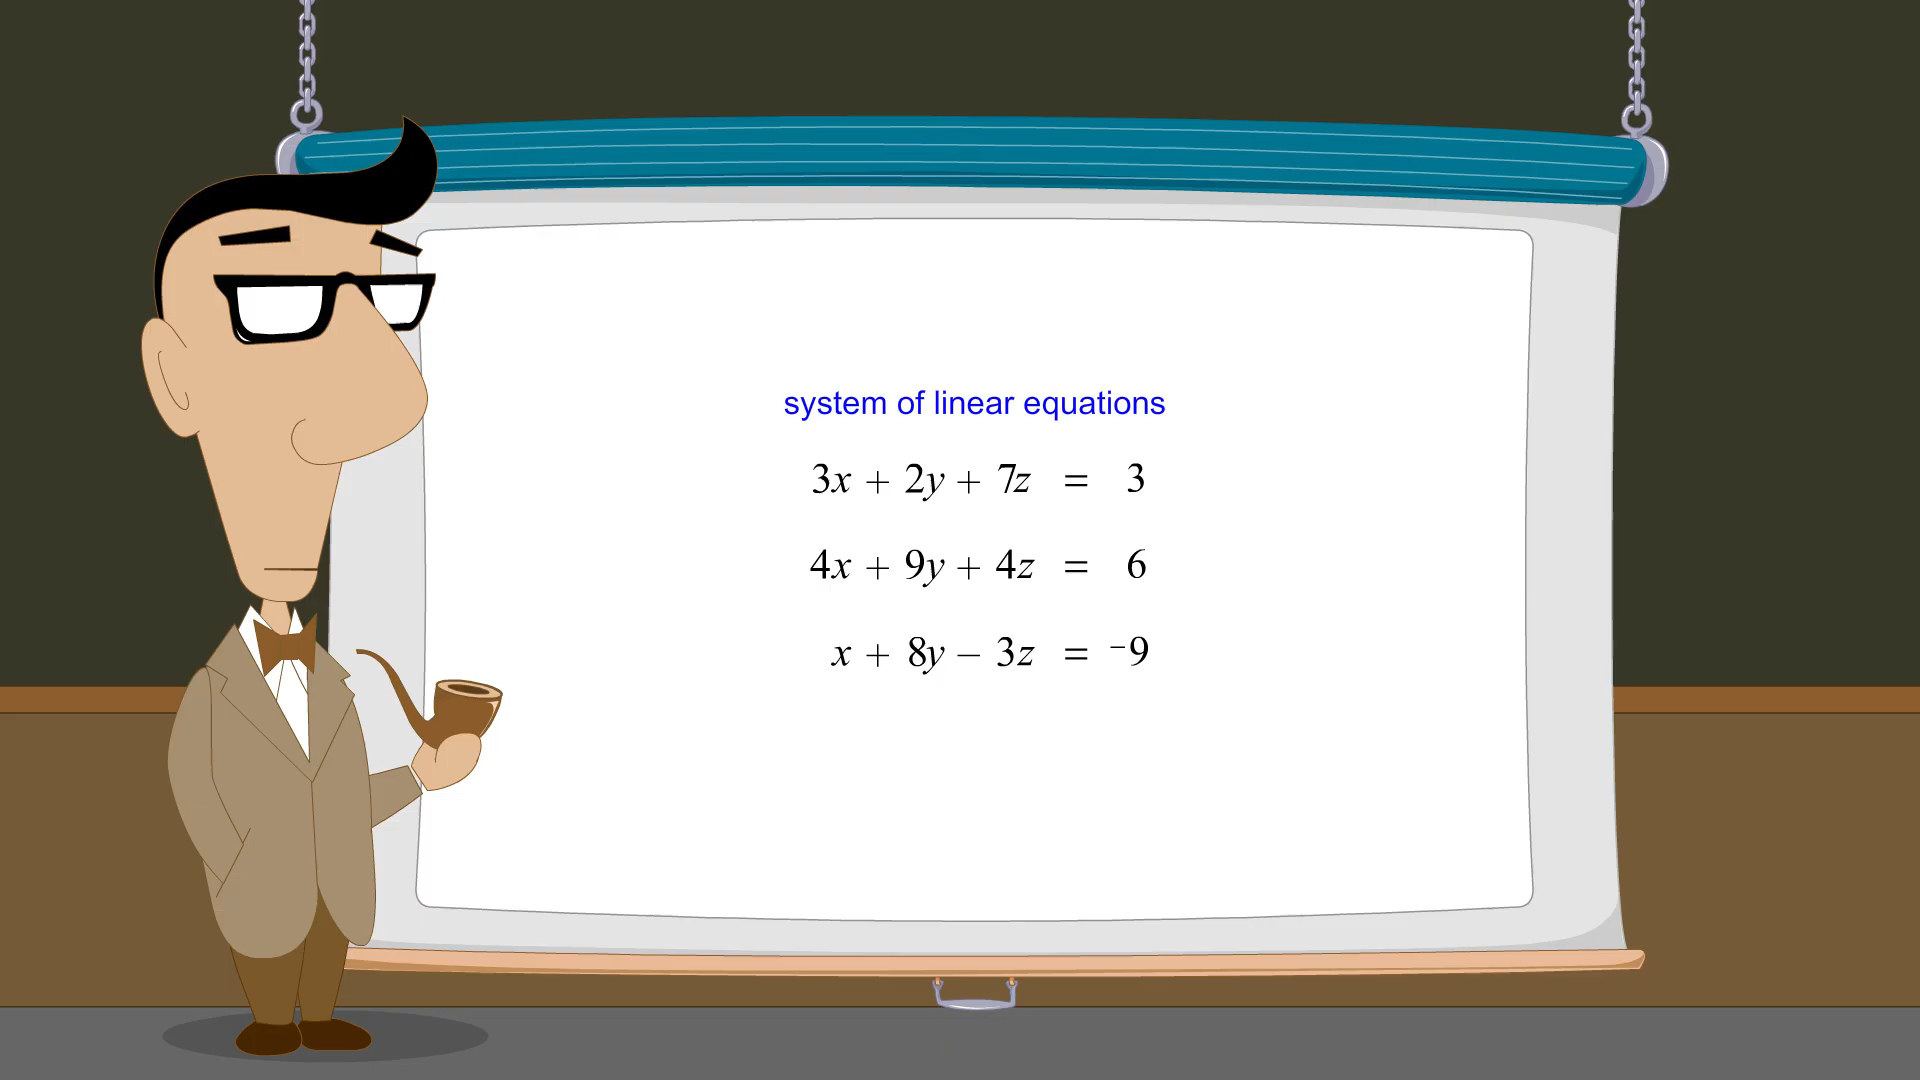 system of linear equations
3x + 2y + 7z = 3
4x + 9y + 4z = 6
x + 8y − 3z = ⁻9